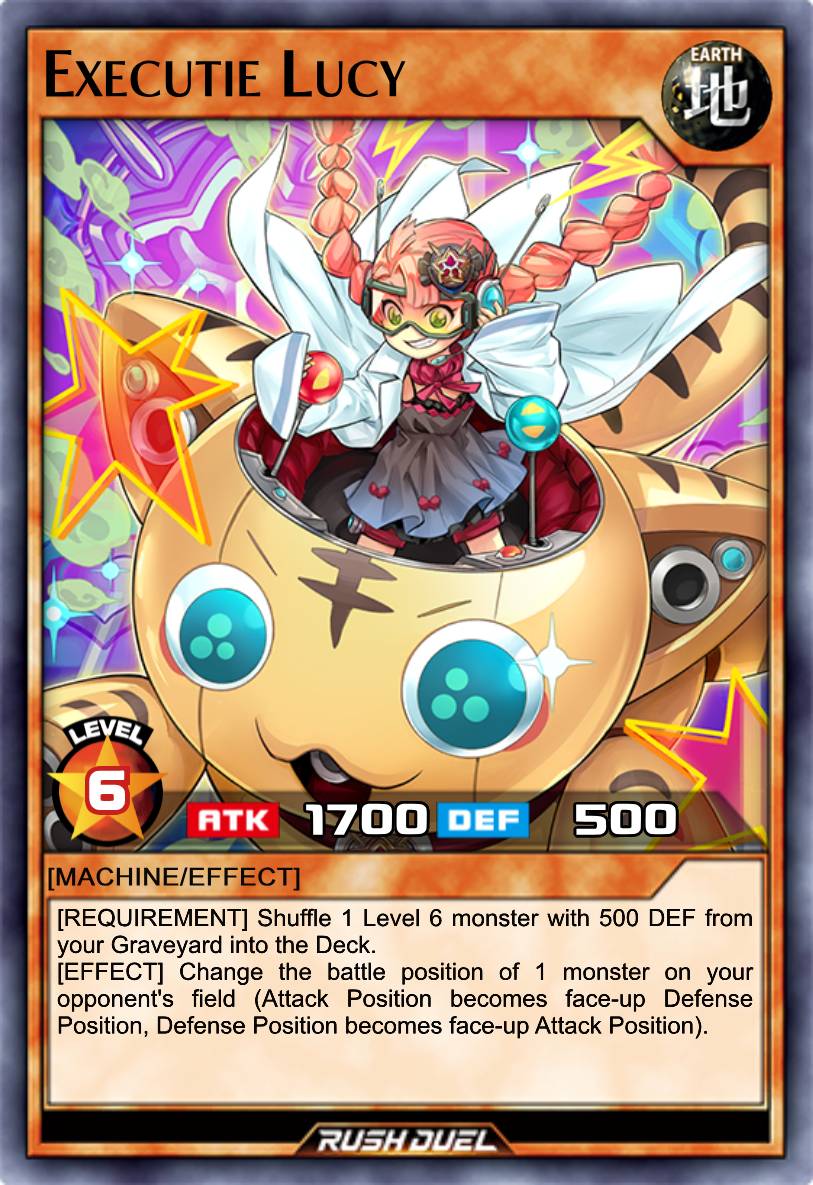 Executie Lucy
EARTH
地
LEVEL
6
ATK 1700 DEF 500
[MACHINE/EFFECT]
[REQUIREMENT] Shuffle 1 Level 6 monster with 500 DEF from
your Graveyard into the Deck.
[EFFECT] Change the battle position of 1 monster on your
opponent's field (Attack Position becomes face-up Defense
Position, Defense Position becomes face-up Attack Position).
RUSH DUEL